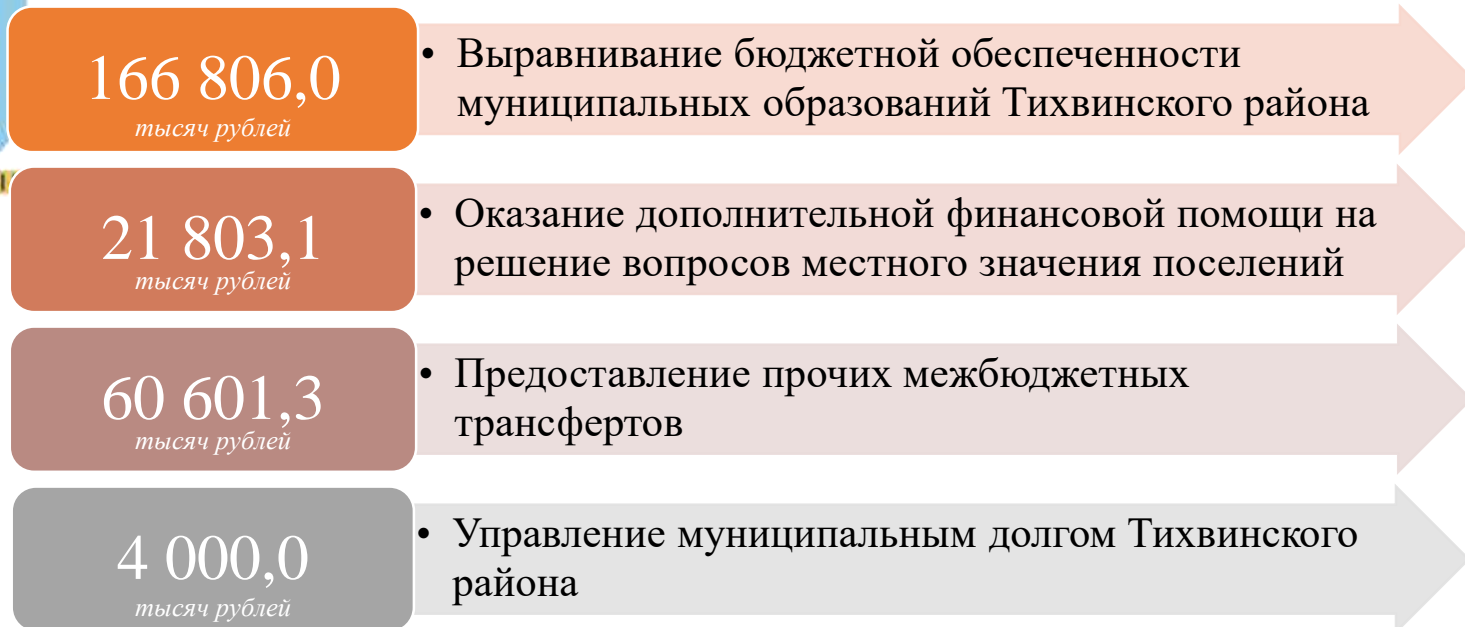 166 806,0
тысяч рублей
• Выравнивание бюджетной обеспеченности
муниципальных образований Тихвинского района
21 803,1
тысяч рублей
• Оказание дополнительной финансовой помощи на
решение вопросов местного значения поселений
60 601,3
тысяч рублей
• Предоставление прочих межбюджетных
трансфертов
4 000,0
тысяч рублей
• Управление муниципальным долгом Тихвинского
района